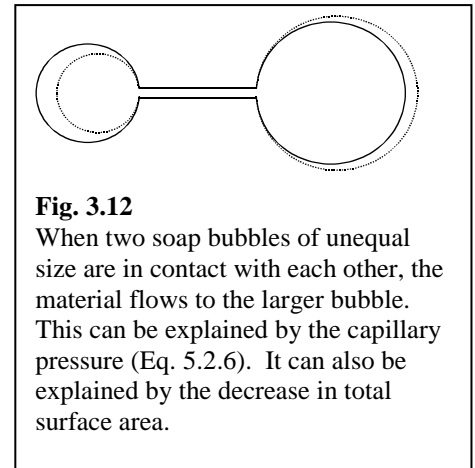 Fig. 3.12
When two soap bubbles of unequal
size are in contact with each other, the
material flows to the larger bubble.
This can be explained by the capillary
pressure (Eq. 5.2.6).  It can also be
explained by the decrease in total
surface area.